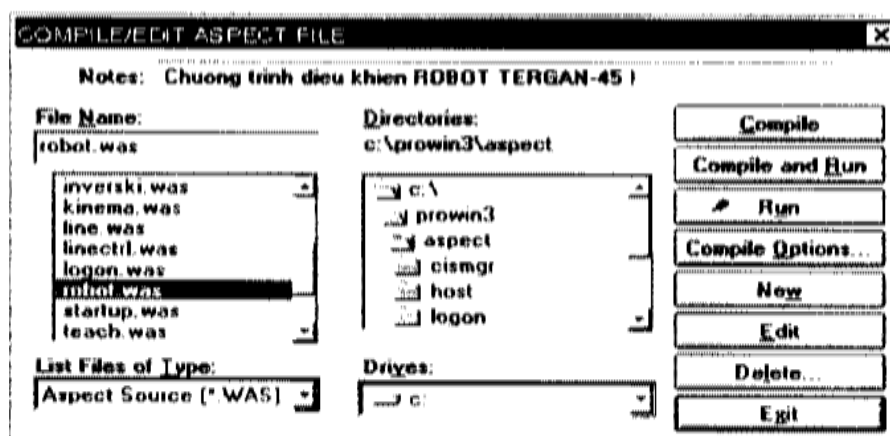 COMPILE/EDIT ASPECT FILE
Notes: Chuong trinh dieu khien ROBOT TERGAN-45 !
File Name:
robot.was
inverski.was
kinema.was
line.was
linectrl.was
logon.was
robot.was
startup.was
teach.was
List Files of Type:
Aspect Source (*.WAS)
Directories:
c:\prowin3\aspect
c:\
prowin3
aspect
cismgr
host
logon
Drives:
c:
Compile
Compile and Run
Run
Compile Options...
New
Edit
Delete...
Exit